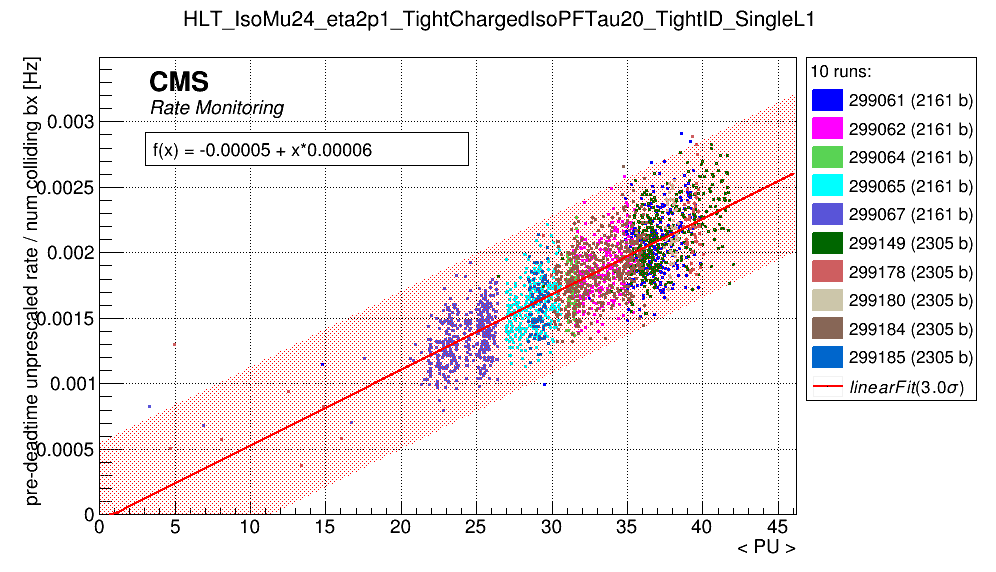 HLT_IsoMu24_eta2p1_TightChargedIsoPFTau20_TightID_SingleL1
pre-deadtime unprescaled rate / num colliding bx [Hz]
CMS
Rate Monitoring
f(x) = -0.00005 + x*0.00006
0.003
0.0025
0.002
0.0015
0.001
0.0005
0
0 5 10 15 20 25 30 35 40 45
< PU >
10 runs:
299061 (2161 b)
299062 (2161 b)
299064 (2161 b)
299065 (2161 b)
299067 (2161 b)
299149 (2305 b)
299178 (2305 b)
299180 (2305 b)
299184 (2305 b)
299185 (2305 b)
linearFit(3.0σ)